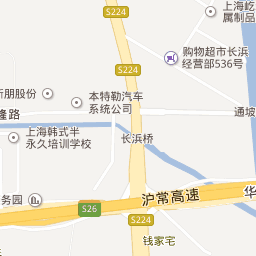 S224
上海屹
属制品
购物超市长浜
经营部536号
S224
新朋股份
本特勒汽车
系统公司
通坡
隆路
上海韩式半
永久培训学校
长浜桥
沪常高速
华
务园
S26
S224
钱家宅